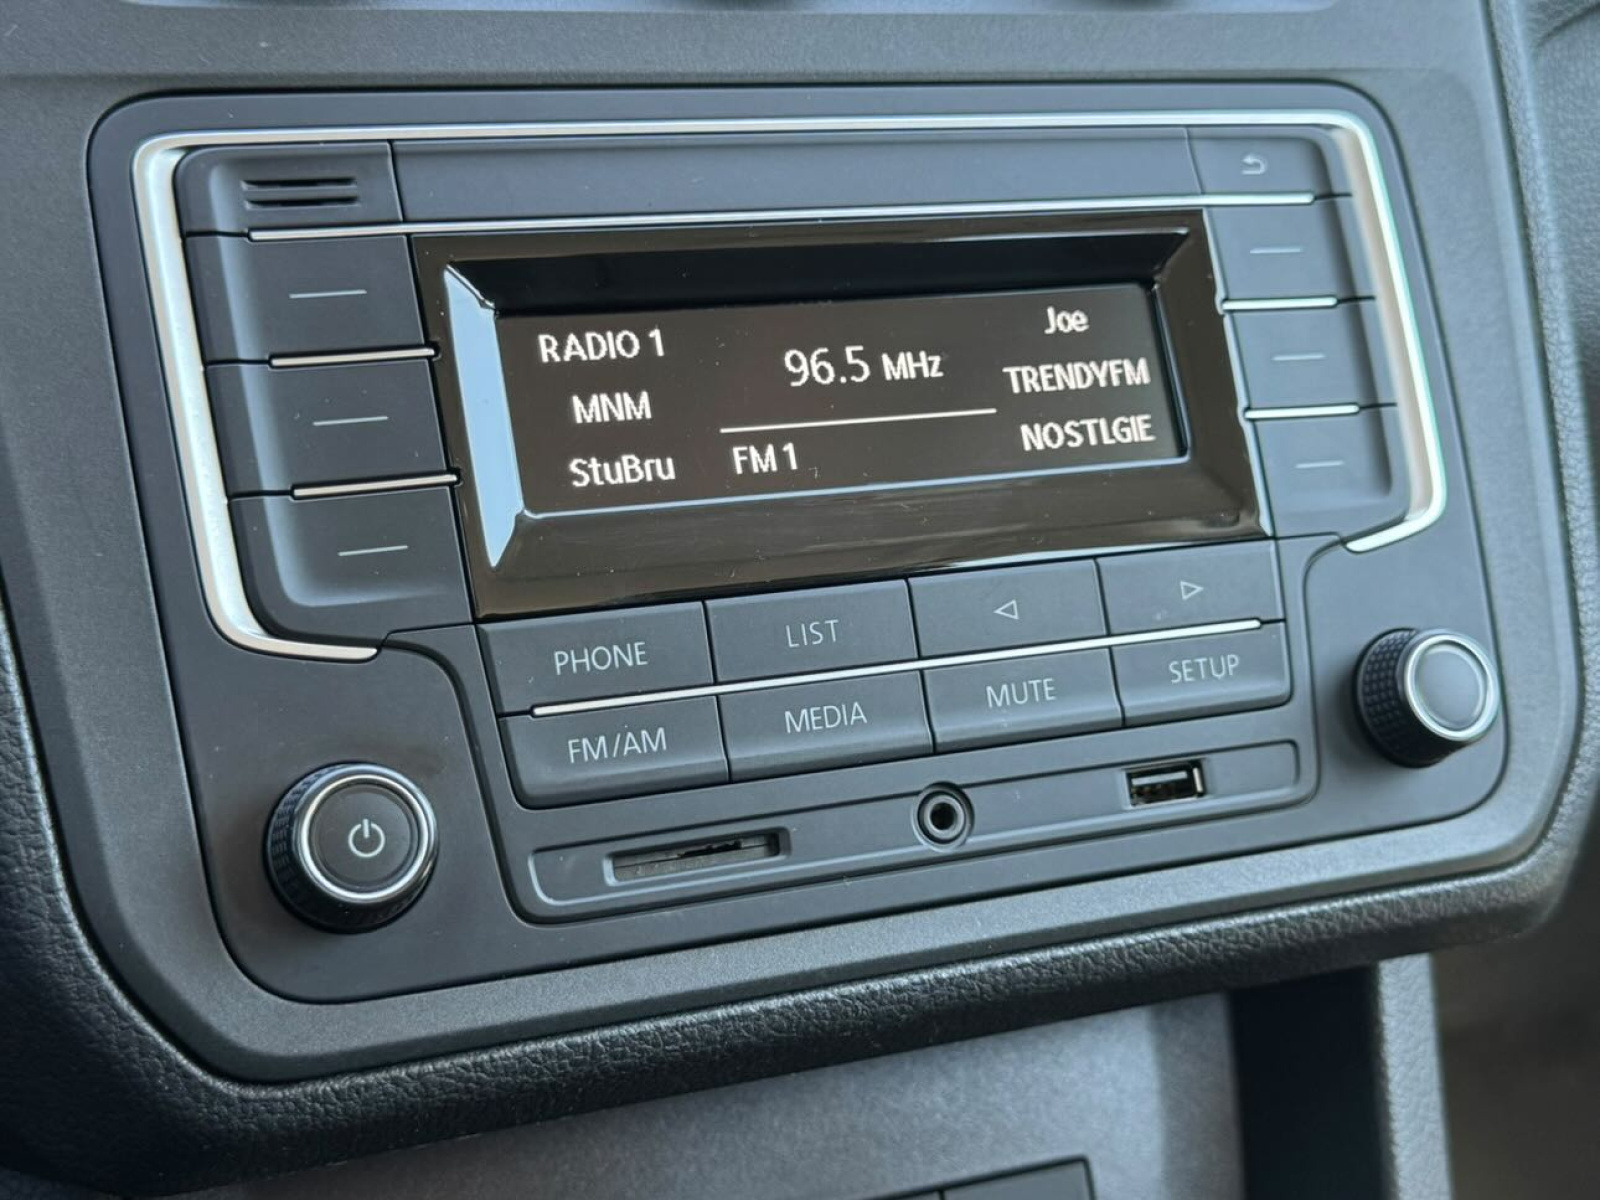 RADIO 1
MNM
StuBru
96.5 MHz
FM 1
Joe
TRENDYFM
NOSTLGIE
PHONE
LIST
FM/AM
MEDIA
MUTE
SETUP